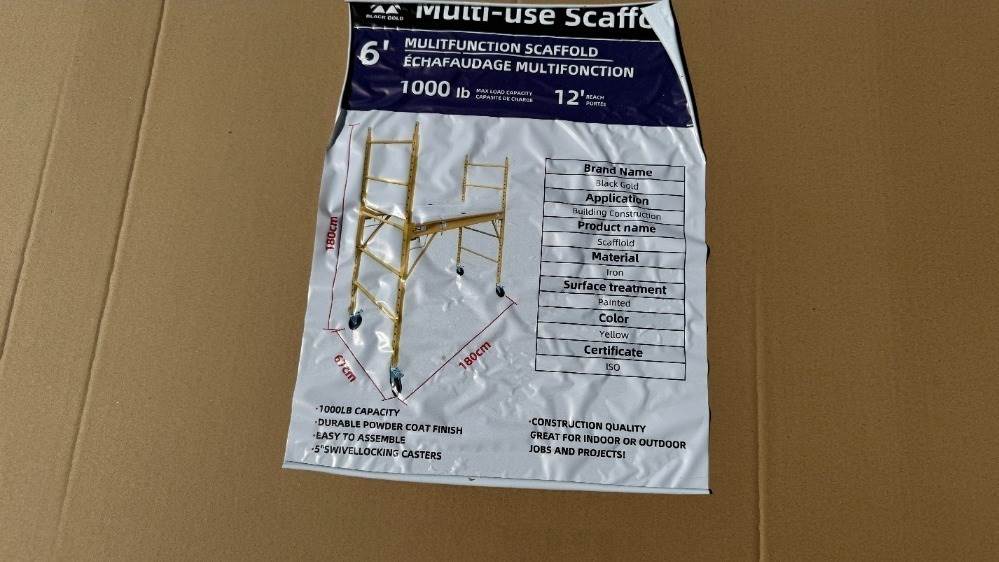 BLACK GOLD
Multi-use Scaffo
6'
MULITFUNCTION SCAFFOLD
ÉCHAFAUDAGE MULTIFONCTION
1000 lb
MAX LOAD CAPACITY
CAPASITE DE CHARGE
12'
REACH
PORTÉE
180cm
67cm
180cm
Brand Name
Black Gold
Application
Building Construction
Product name
Scafflold
Material
Iron
Surface treatment
Painted
Color
Yellow
Certificate
ISO
·1000LB CAPACITY
·DURABLE POWDER COAT FINISH
·EASY TO ASSEMBLE
·5"SWIVELLOCKING CASTERS
·CONSTRUCTION QUALITY
GREAT FOR INDOOR OR OUTDOOR
JOBS AND PROJECTS!